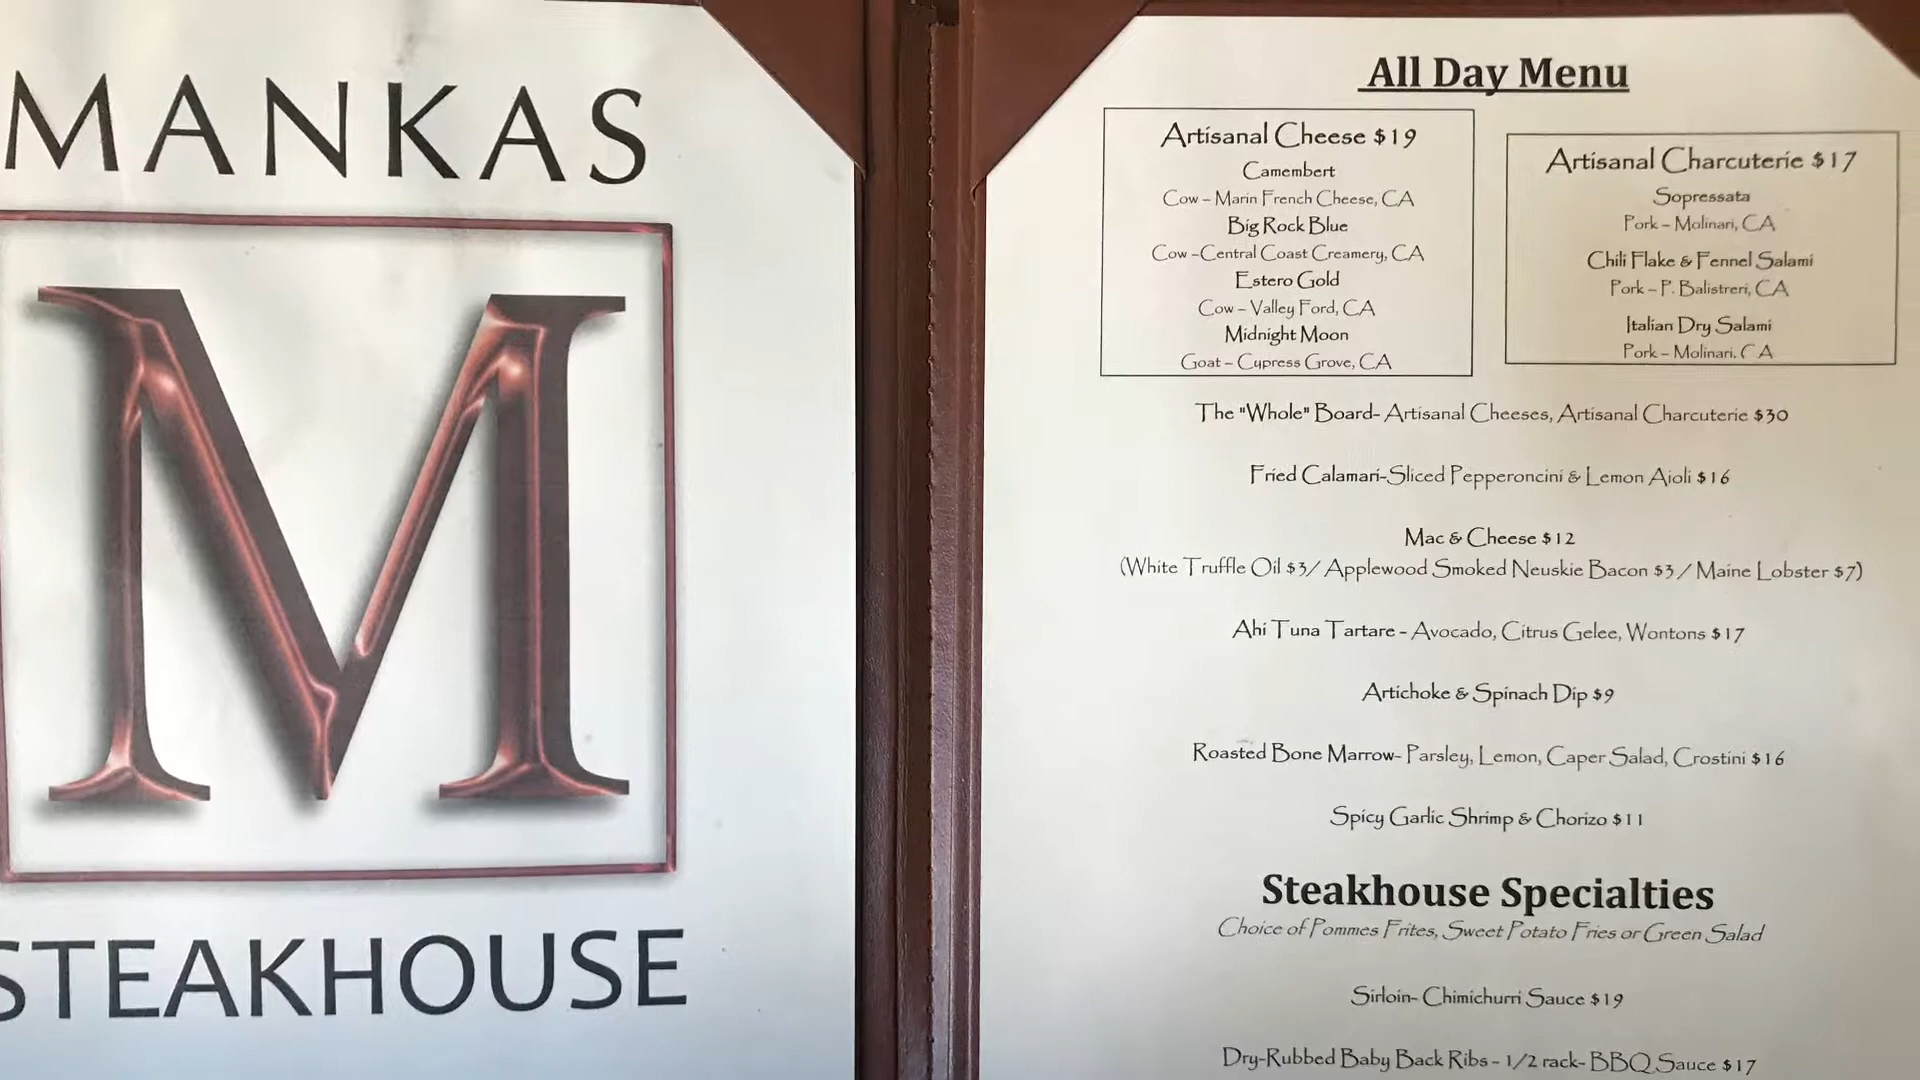 MANKAS
M
STEAKHOUSE
All Day Menu
Artisanal Cheese $19
Camembert
Cow – Marin French Cheese, CA
Big Rock Blue
Cow –Central Coast Creamery, CA
Estero Gold
Cow – Valley Ford, CA
Midnight Moon
Goat – Cypress Grove, CA
Artisanal Charcuterie $17
Sopressata
Pork – Molinari, CA
Chili Flake & Fennel Salami
Pork – P. Balistreri, CA
Italian Dry Salami
Pork – Molinari, CA
The "Whole" Board- Artisanal Cheeses, Artisanal Charcuterie $30
Fried Calamari-Sliced Pepperoncini & Lemon Aioli $16
Mac & Cheese $12
(White Truffle Oil $3/ Applewood Smoked Neuskie Bacon $3 / Maine Lobster $7)
Ahi Tuna Tartare - Avocado, Citrus Gelee, Wontons $17
Artichoke & Spinach Dip $9
Roasted Bone Marrow- Parsley, Lemon, Caper Salad, Crostini $16
Spicy Garlic Shrimp & Chorizo $11
Steakhouse Specialties
Choice of Pommes Frites, Sweet Potato Fries or Green Salad
Sirloin- Chimichurri Sauce $19
Dry-Rubbed Baby Back Ribs - 1/2 rack- BBQ Sauce $17